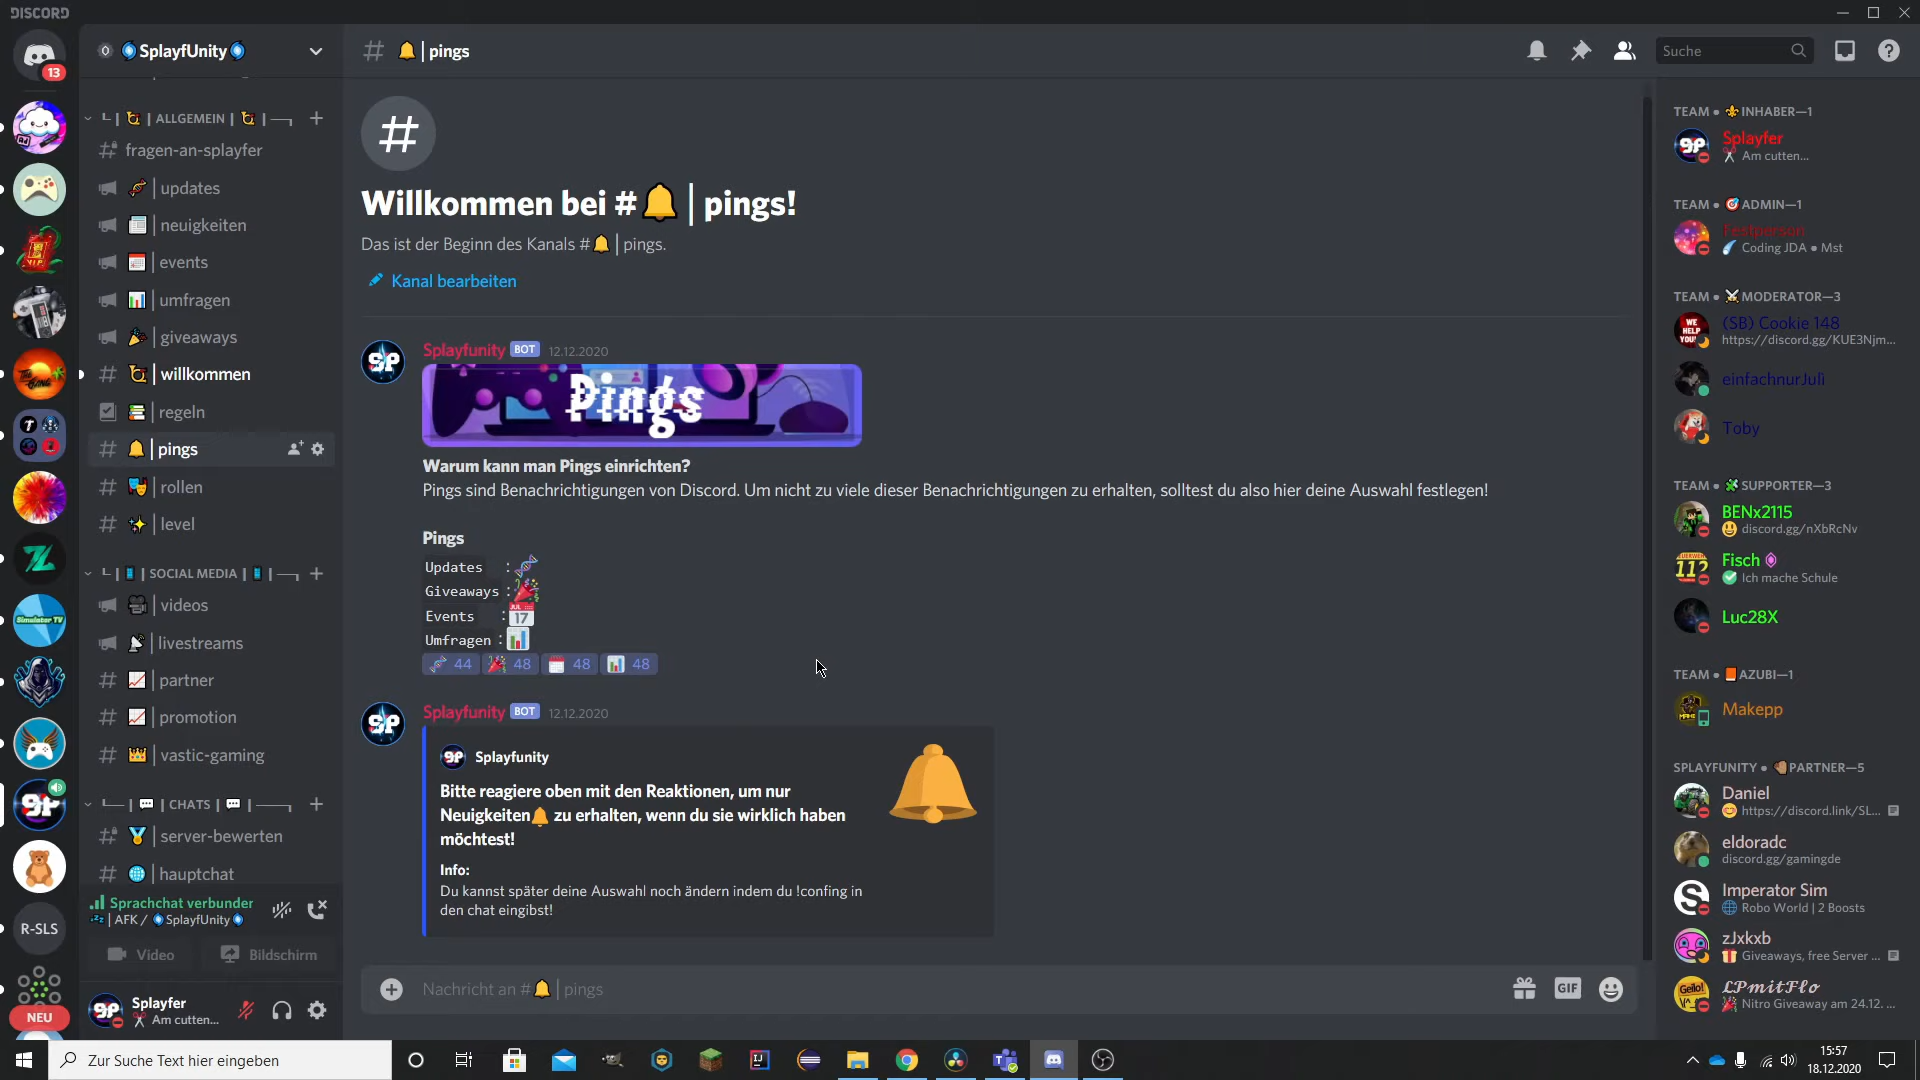 DISCORD
13
SplayfUnity
ALLGEMEIN
fragen-an-splayfer
updates
neuigkeiten
events
umfragen
giveaways
willkommen
regeln
pings
rollen
level
SOCIAL MEDIA
videos
livestreams
partner
promotion
vastic-gaming
CHATS
server-bewerten
hauptchat
Sprachchat verbunden
AFK / SplayfUnity
Video
Bildschirm
Splayfer
Am cutten...
R-SLS
NEU
# | pings
Suche
Willkommen bei # | pings!
Das ist der Beginn des Kanals # | pings.
Kanal bearbeiten
Splayfunity BOT 12.12.2020
Pings
Warum kann man Pings einrichten?
Pings sind Benachrichtigungen von Discord. Um nicht zu viele dieser Benachrichtigungen zu erhalten, solltest du also hier deine Auswahl festlegen!
Pings
Updates :
Giveaways :
Events :
Umfragen :
44 48 48 48
Splayfunity BOT 12.12.2020
Splayfunity
Bitte reagiere oben mit den Reaktionen, um nur
Neuigkeiten zu erhalten, wenn du sie wirklich haben
möchtest!
Info:
Du kannst später deine Auswahl noch ändern indem du !confing in
den chat eingibst!
Nachricht an # | pings
GIF
TEAM • INHABER—1
Splayfer
Am cutten...
TEAM • ADMIN—1
Festperson
Coding JDA • Mst
TEAM • MODERATOR—3
(SB) Cookie 148
https://discord.gg/KUE3Njm...
einfachnurJuli
Toby
TEAM • SUPPORTER—3
BENx2115
discord.gg/nXbRcNv
Fisch
Ich mache Schule
Luc28X
TEAM • AZUBI—1
Makepp
SPLAYFUNITY • PARTNER—5
Daniel
https://discord.link/SL...
eldoradc
discord.gg/gamingde
Imperator Sim
Robo World | 2 Boosts
zJxkxb
Giveaways, free Server ...
𝓛𝓟𝓶𝓲𝓽𝓕𝓵𝓸
Nitro Giveaway am 24.12. ...
Zur Suche Text hier eingeben
15:57
18.12.2020